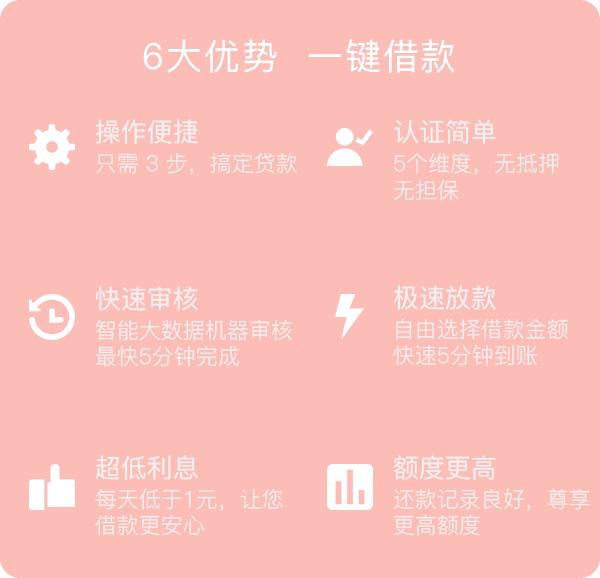 6大优势 一键借款
操作便捷
只需 3 步，搞定贷款
认证简单
5个维度，无抵押
无担保
快速审核
智能大数据机器审核
最快5分钟完成
极速放款
自由选择借款金额
快速5分钟到账
超低利息
每天低于1元，让您
借款更安心
额度更高
还款记录良好，尊享
更高额度